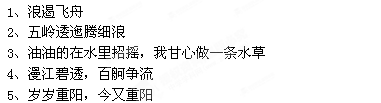 1、浪遏飞舟
2、五岭逶迤腾细浪
3、油油的在水里招摇，我甘心做一条水草
4、漫江碧透，百舸争流
5、岁岁重阳，今又重阳